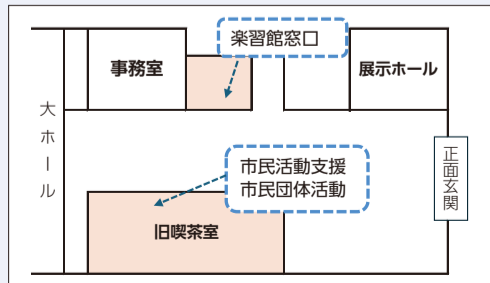 楽習館窓口
事務室
展示ホール
大ホール
正面玄関
市民活動支援
市民団体活動
旧喫茶室